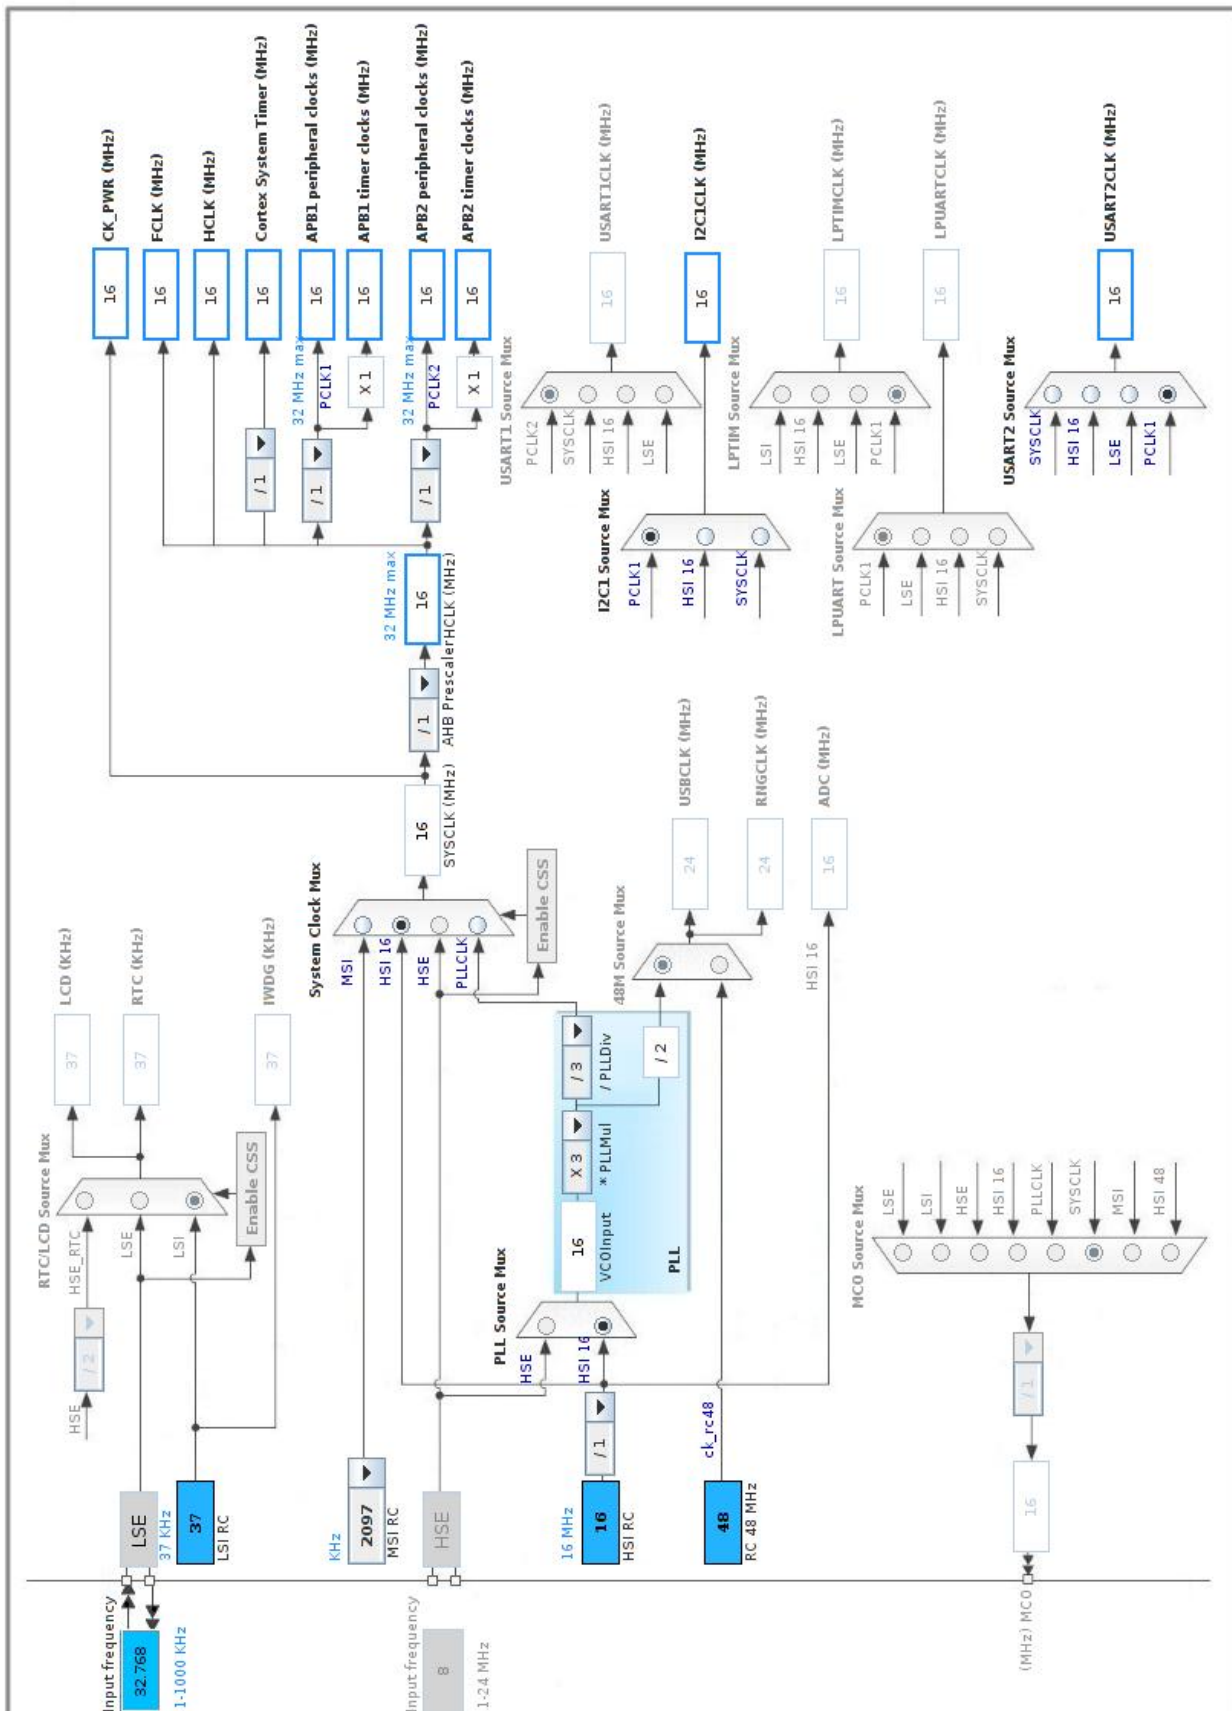 Input frequency
32.768
1-1000 KHz
LSE
37 KHz
37
LSI RC
HSE
/ 2
HSE_RTC
LSE
LSI
RTC/LCD Source Mux
Enable CSS
37
LCD (KHz)
37
RTC (KHz)
37
IWDG (KHz)
Input frequency
8
1-24 MHz
KHz
2097
MSI RC
HSE
16 MHz
16
HSI RC
/ 1
48
RC 48 MHz
ck_rc48
PLL Source Mux
HSE
HSI 16
16
VCOInput
X 3
* PLLMul
/ 3
/ PLLDiv
/ 2
PLL
System Clock Mux
MSI
HSI 16
HSE
PLLCLK
Enable CSS
16
SYSCLK (MHz)
/ 1
AHB Prescaler
32 MHz max
16
HCLK (MHz)
16
CK_PWR (MHz)
16
FCLK (MHz)
16
HCLK (MHz)
/ 1
16
Cortex System Timer (MHz)
/ 1
32 MHz max
PCLK1
16
APB1 peripheral clocks (MHz)
X 1
16
APB1 timer clocks (MHz)
/ 1
32 MHz max
PCLK2
16
APB2 peripheral clocks (MHz)
X 1
16
APB2 timer clocks (MHz)
48M Source Mux
24
USBCLK (MHz)
24
RNGCLK (MHz)
HSI 16
16
ADC (MHz)
USART1 Source Mux
PCLK2
SYSCLK
HSI 16
LSE
16
USART1CLK (MHz)
I2C1 Source Mux
PCLK1
HSI 16
SYSCLK
16
I2C1CLK (MHz)
LPTIM Source Mux
LSI
HSI 16
LSE
PCLK1
16
LPTIMCLK (MHz)
LPUART Source Mux
PCLK1
LSE
HSI 16
SYSCLK
16
LPUARTCLK (MHz)
USART2 Source Mux
SYSCLK
HSI 16
LSE
PCLK1
16
USART2CLK (MHz)
MCO Source Mux
LSE
LSI
HSE
HSI 16
PLLCLK
SYSCLK
MSI
HSI 48
/ 1
16
(MHz) MCO